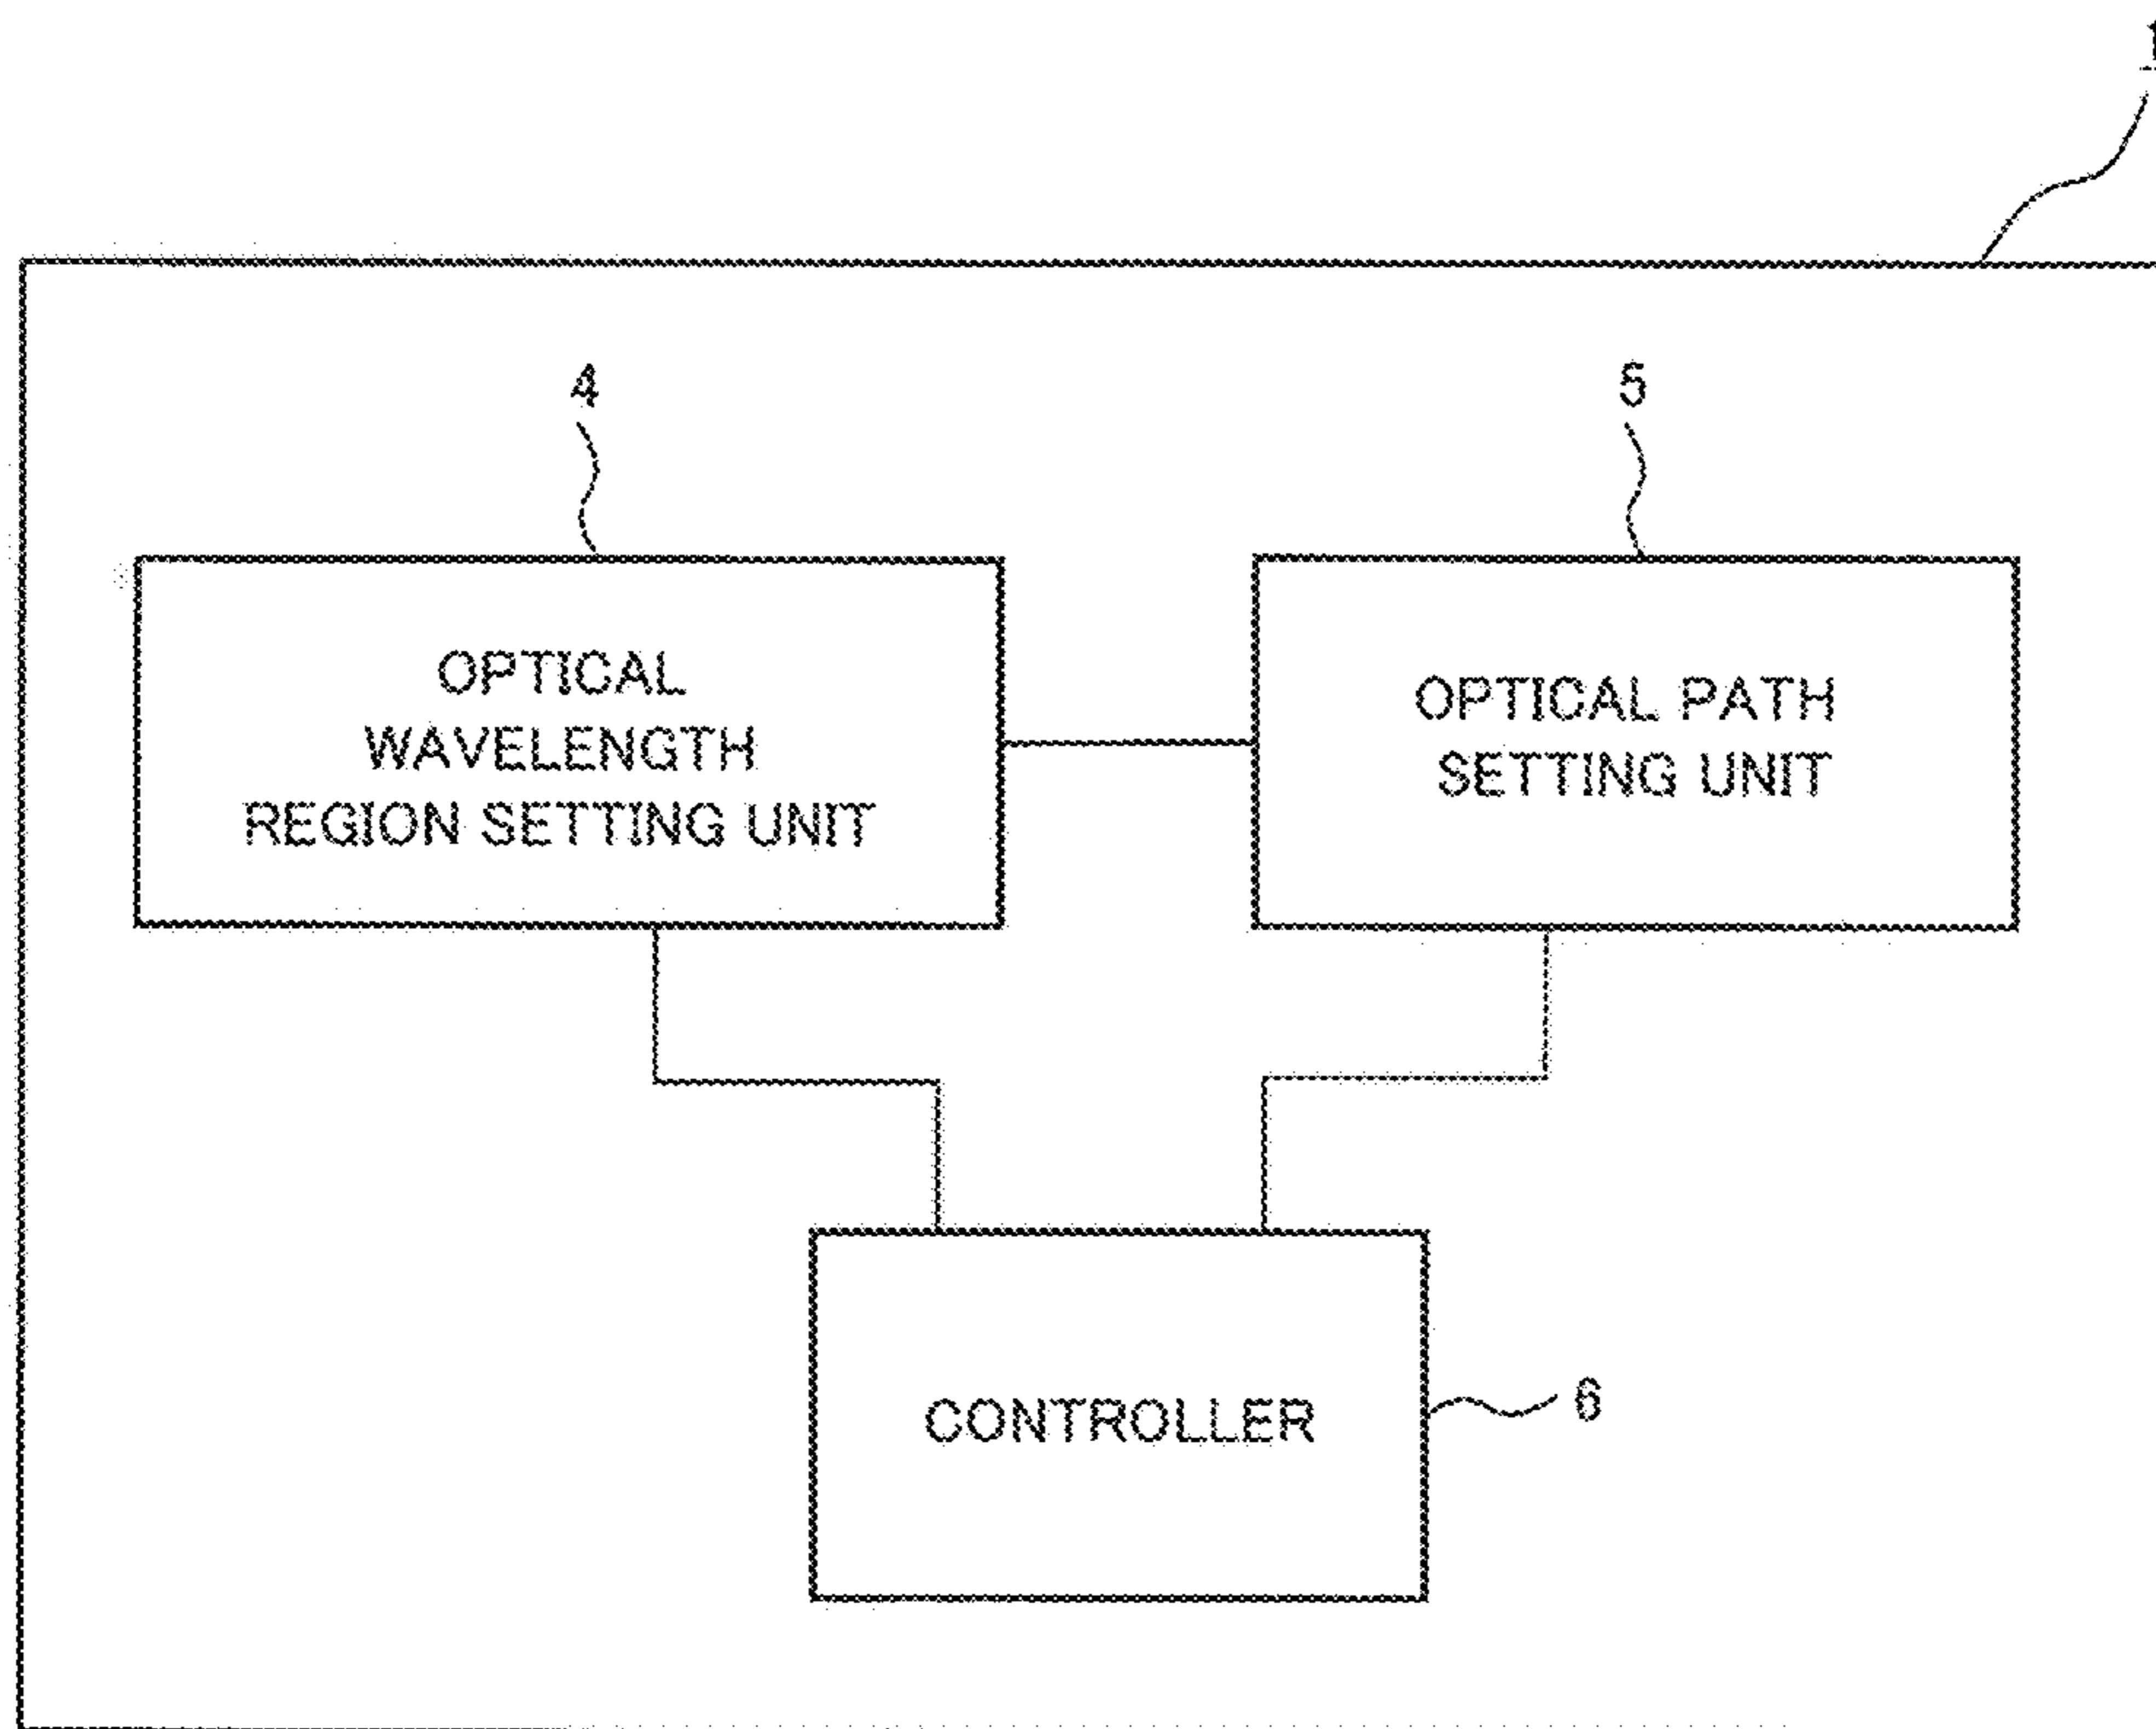 1
4
5
OPTICAL
WAVELENGTH
REGION SETTING UNIT
OPTICAL PATH
SETTING UNIT
CONTROLLER
6